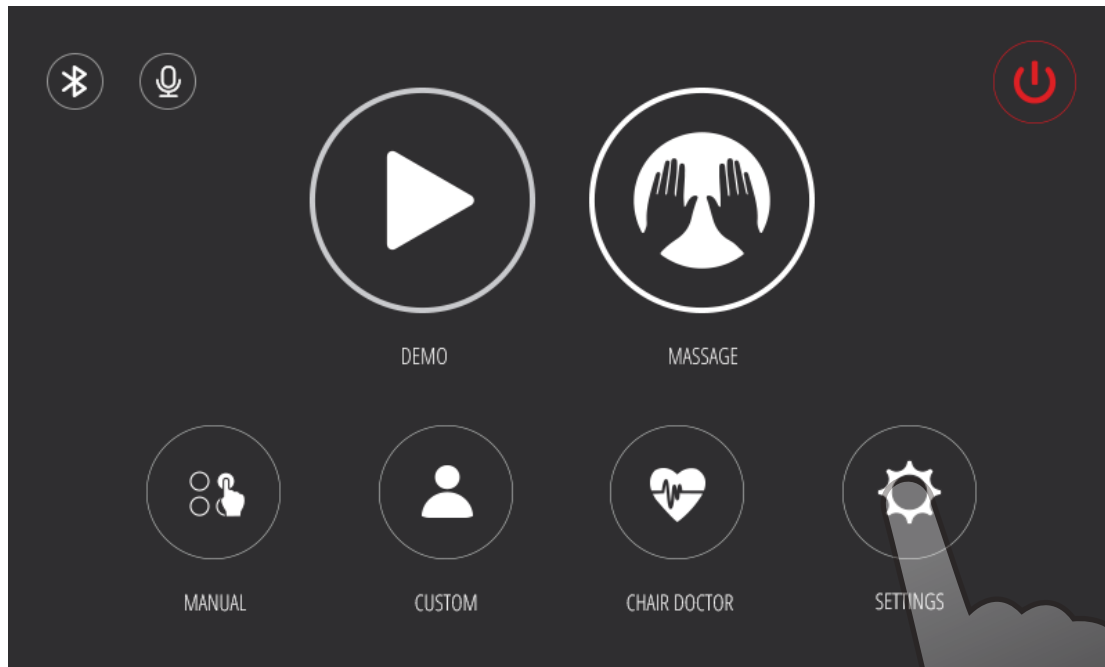 DEMO
MASSAGE
MANUAL
CUSTOM
CHAIR DOCTOR
SETTINGS